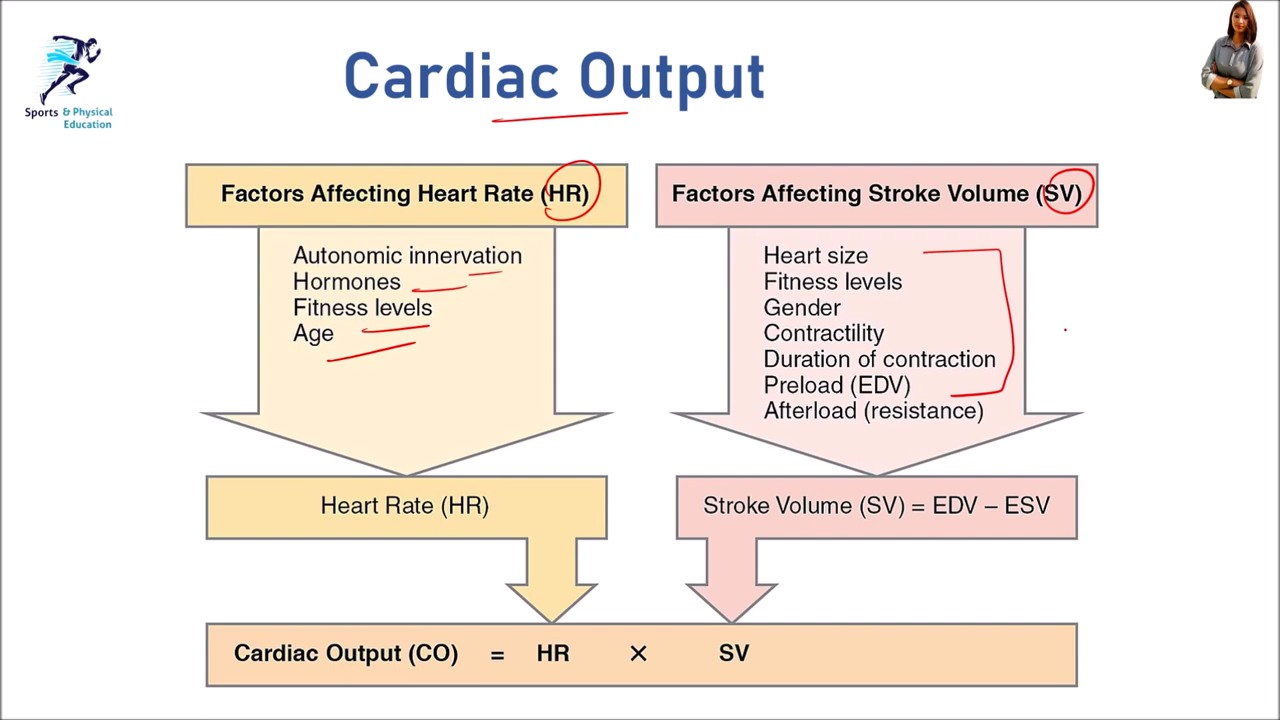 Sports & Physical
Education
Cardiac Output
Factors Affecting Heart Rate (HR)
Autonomic innervation
Hormones
Fitness levels
Age
Heart Rate (HR)
Factors Affecting Stroke Volume (SV)
Heart size
Fitness levels
Gender
Contractility
Duration of contraction
Preload (EDV)
Afterload (resistance)
Stroke Volume (SV) = EDV – ESV
Cardiac Output (CO) = HR × SV